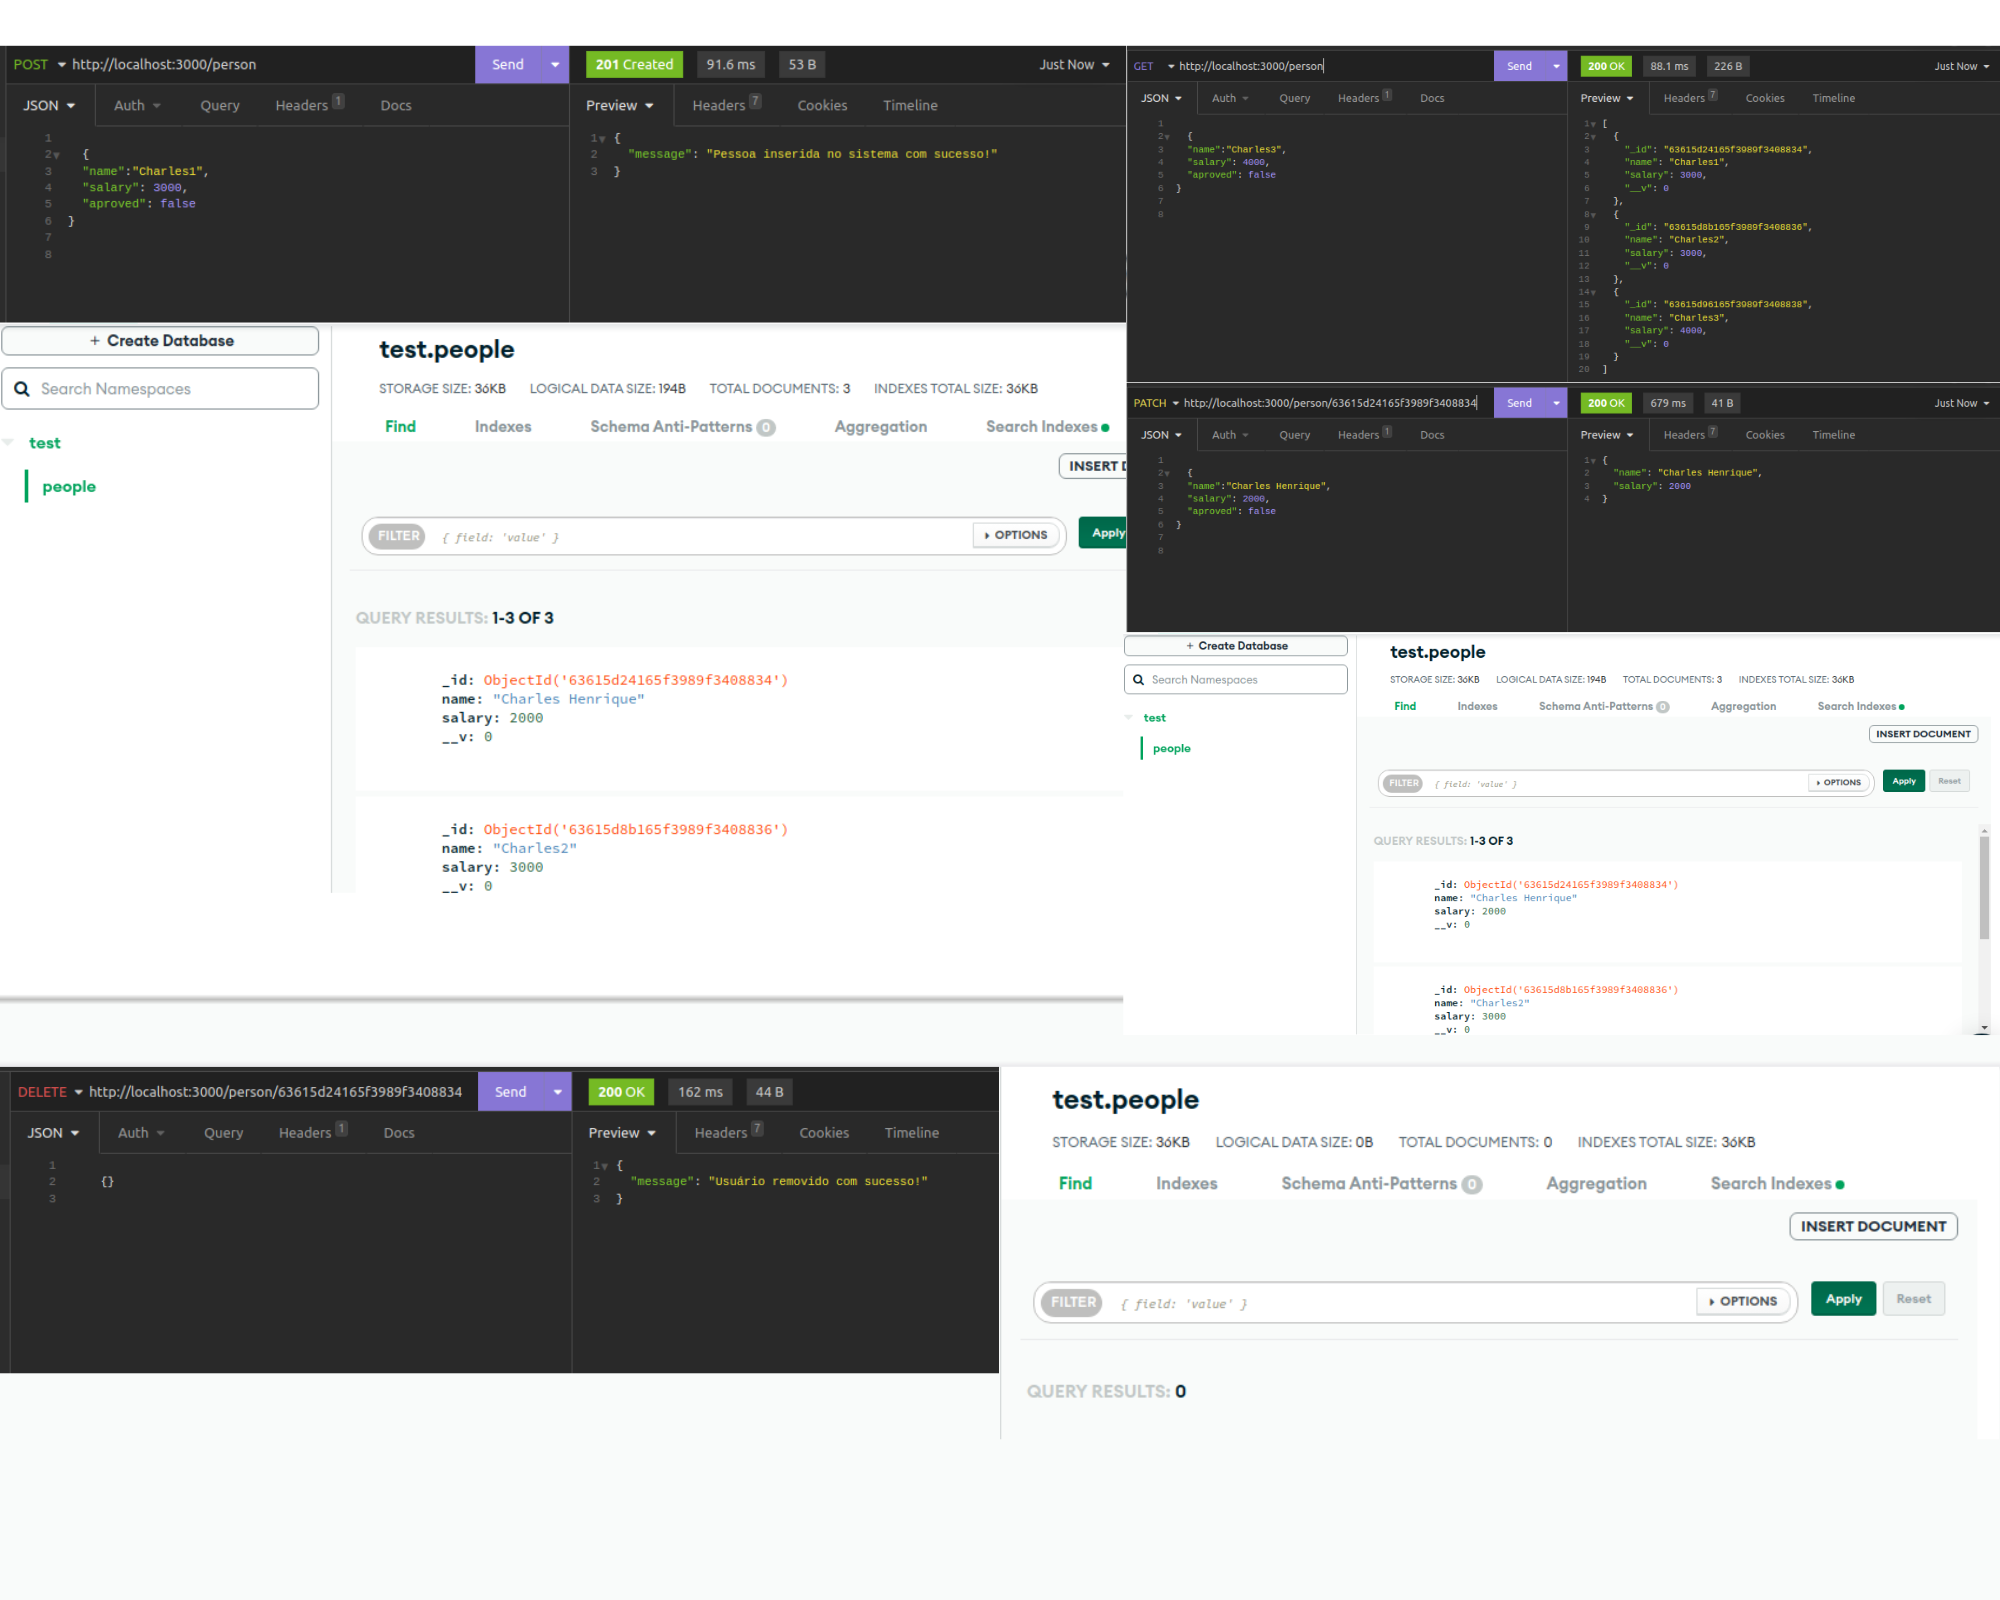 POST http://localhost:3000/person Send 201 Created 91.6 ms 53 B Just Now
JSON Auth Query Headers 1 Docs Preview Headers 7 Cookies Timeline
1
2 {
3 "name":"Charles1",
4 "salary": 3000,
5 "aproved": false
6 }
7
8
1 {
2 "message": "Pessoa inserida no sistema com sucesso!"
3 }
+ Create Database
Search Namespaces
test
people
test.people
STORAGE SIZE: 36KB LOGICAL DATA SIZE: 194B TOTAL DOCUMENTS: 3 INDEXES TOTAL SIZE: 36KB
Find Indexes Schema Anti-Patterns 0 Aggregation Search Indexes
INSERT D
FILTER { field: 'value' } OPTIONS Apply
QUERY RESULTS: 1-3 OF 3
_id: ObjectId('63615d24165f3989f3408834')
name: "Charles Henrique"
salary: 2000
__v: 0
_id: ObjectId('63615d8b165f3989f3408836')
name: "Charles2"
salary: 3000
__v: 0
GET http://localhost:3000/person Send 200 OK 88.1 ms 226 B Just Now
JSON Auth Query Headers 1 Docs Preview Headers 7 Cookies Timeline
1
2 {
3 "name":"Charles3",
4 "salary": 4000,
5 "aproved": false
6 }
7
8
1 [
2 {
3 "_id": "63615d24165f3989f3408834",
4 "name": "Charles1",
5 "salary": 3000,
6 "__v": 0
7 },
8 {
9 "_id": "63615d8b165f3989f3408836",
10 "name": "Charles2",
11 "salary": 3000,
12 "__v": 0
13 },
14 {
15 "_id": "63615d96165f3989f3408838",
16 "name": "Charles3",
17 "salary": 4000,
18 "__v": 0
19 }
20 ]
PATCH http://localhost:3000/person/63615d24165f3989f3408834 Send 200 OK 679 ms 41 B Just Now
JSON Auth Query Headers 1 Docs Preview Headers 7 Cookies Timeline
1
2 {
3 "name":"Charles Henrique",
4 "salary": 2000,
5 "aproved": false
6 }
7
8
1 {
2 "name": "Charles Henrique",
3 "salary": 2000
4 }
+ Create Database
Search Namespaces
test
people
test.people
STORAGE SIZE: 36KB LOGICAL DATA SIZE: 194B TOTAL DOCUMENTS: 3 INDEXES TOTAL SIZE: 36KB
Find Indexes Schema Anti-Patterns 0 Aggregation Search Indexes
INSERT DOCUMENT
FILTER { field: 'value' } OPTIONS Apply Reset
QUERY RESULTS: 1-3 OF 3
_id: ObjectId('63615d24165f3989f3408834')
name: "Charles Henrique"
salary: 2000
__v: 0
_id: ObjectId('63615d8b165f3989f3408836')
name: "Charles2"
salary: 3000
__v: 0
DELETE http://localhost:3000/person/63615d24165f3989f3408834 Send 200 OK 162 ms 44 B
JSON Auth Query Headers 1 Docs Preview Headers 7 Cookies Timeline
1
2 {}
3
1 {
2 "message": "Usuário removido com sucesso!"
3 }
test.people
STORAGE SIZE: 36KB LOGICAL DATA SIZE: 0B TOTAL DOCUMENTS: 0 INDEXES TOTAL SIZE: 36KB
Find Indexes Schema Anti-Patterns 0 Aggregation Search Indexes
INSERT DOCUMENT
FILTER { field: 'value' } OPTIONS Apply Reset
QUERY RESULTS: 0